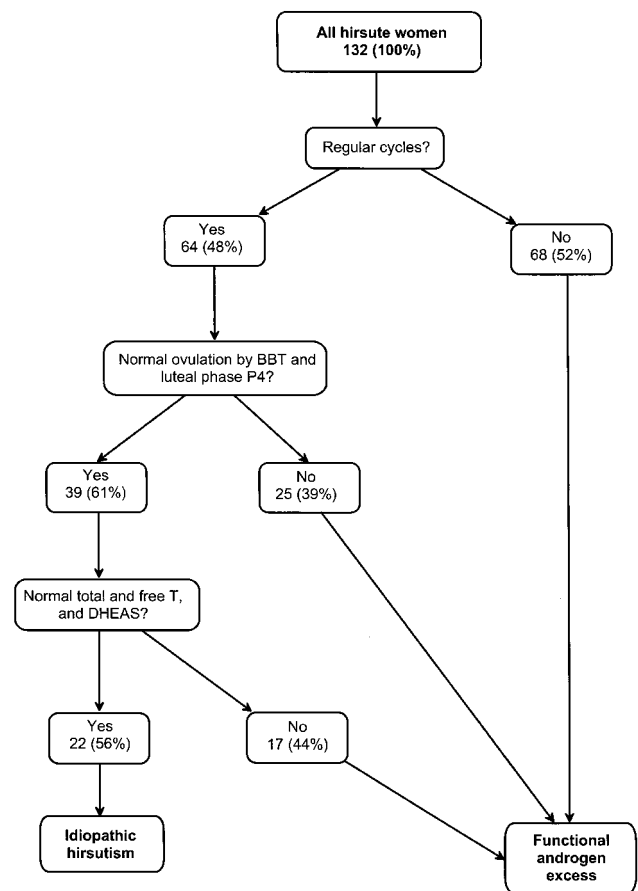 All hirsute women
132 (100%)
Regular cycles?
Yes
64 (48%)
No
68 (52%)
Normal ovulation by BBT and
luteal phase P4?
Yes
39 (61%)
No
25 (39%)
Normal total and free T,
and DHEAS?
Yes
22 (56%)
No
17 (44%)
Idiopathic
hirsutism
Functional
androgen
excess